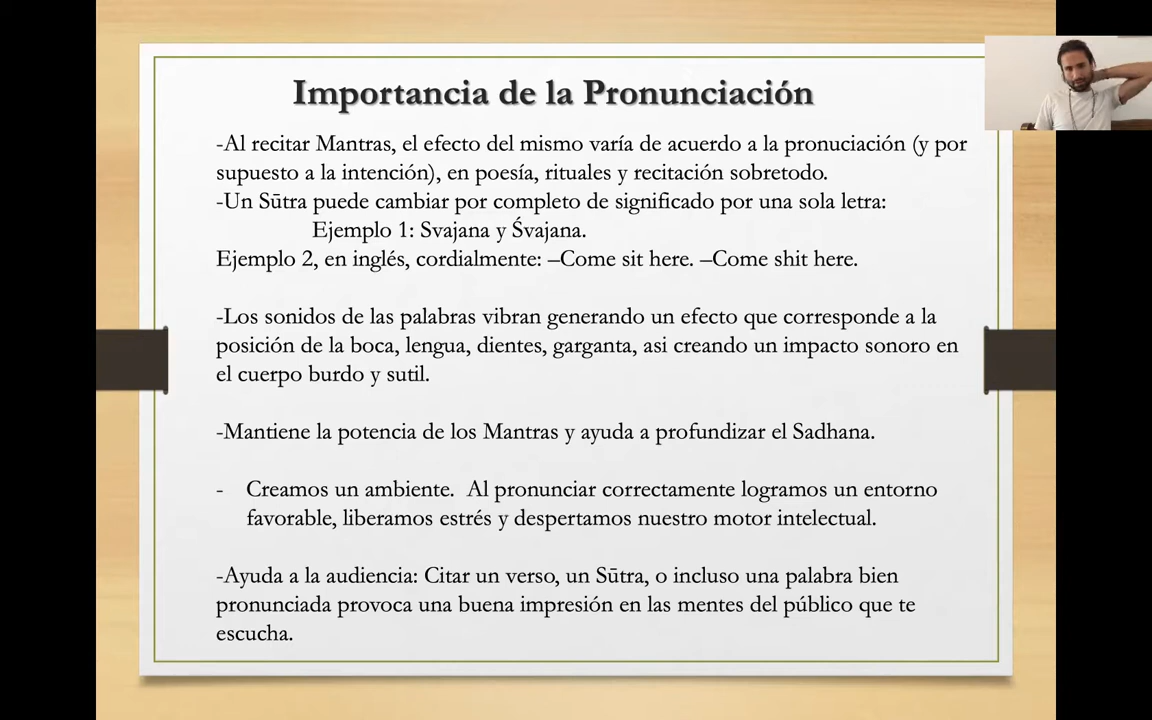 Importancia de la Pronunciación
-Al recitar Mantras, el efecto del mismo varía de acuerdo a la pronuciación (y por
supuesto a la intención), en poesía, rituales y recitación sobretodo.
-Un Sūtra puede cambiar por completo de significado por una sola letra:
Ejemplo 1: Svajana y Śvajana.
Ejemplo 2, en inglés, cordialmente: –Come sit here. –Come shit here.
-Los sonidos de las palabras vibran generando un efecto que corresponde a la
posición de la boca, lengua, dientes, garganta, asi creando un impacto sonoro en
el cuerpo burdo y sutil.
-Mantiene la potencia de los Mantras y ayuda a profundizar el Sadhana.
- Creamos un ambiente. Al pronunciar correctamente logramos un entorno
favorable, liberamos estrés y despertamos nuestro motor intelectual.
-Ayuda a la audiencia: Citar un verso, un Sūtra, o incluso una palabra bien
pronunciada provoca una buena impresión en las mentes del público que te
escucha.